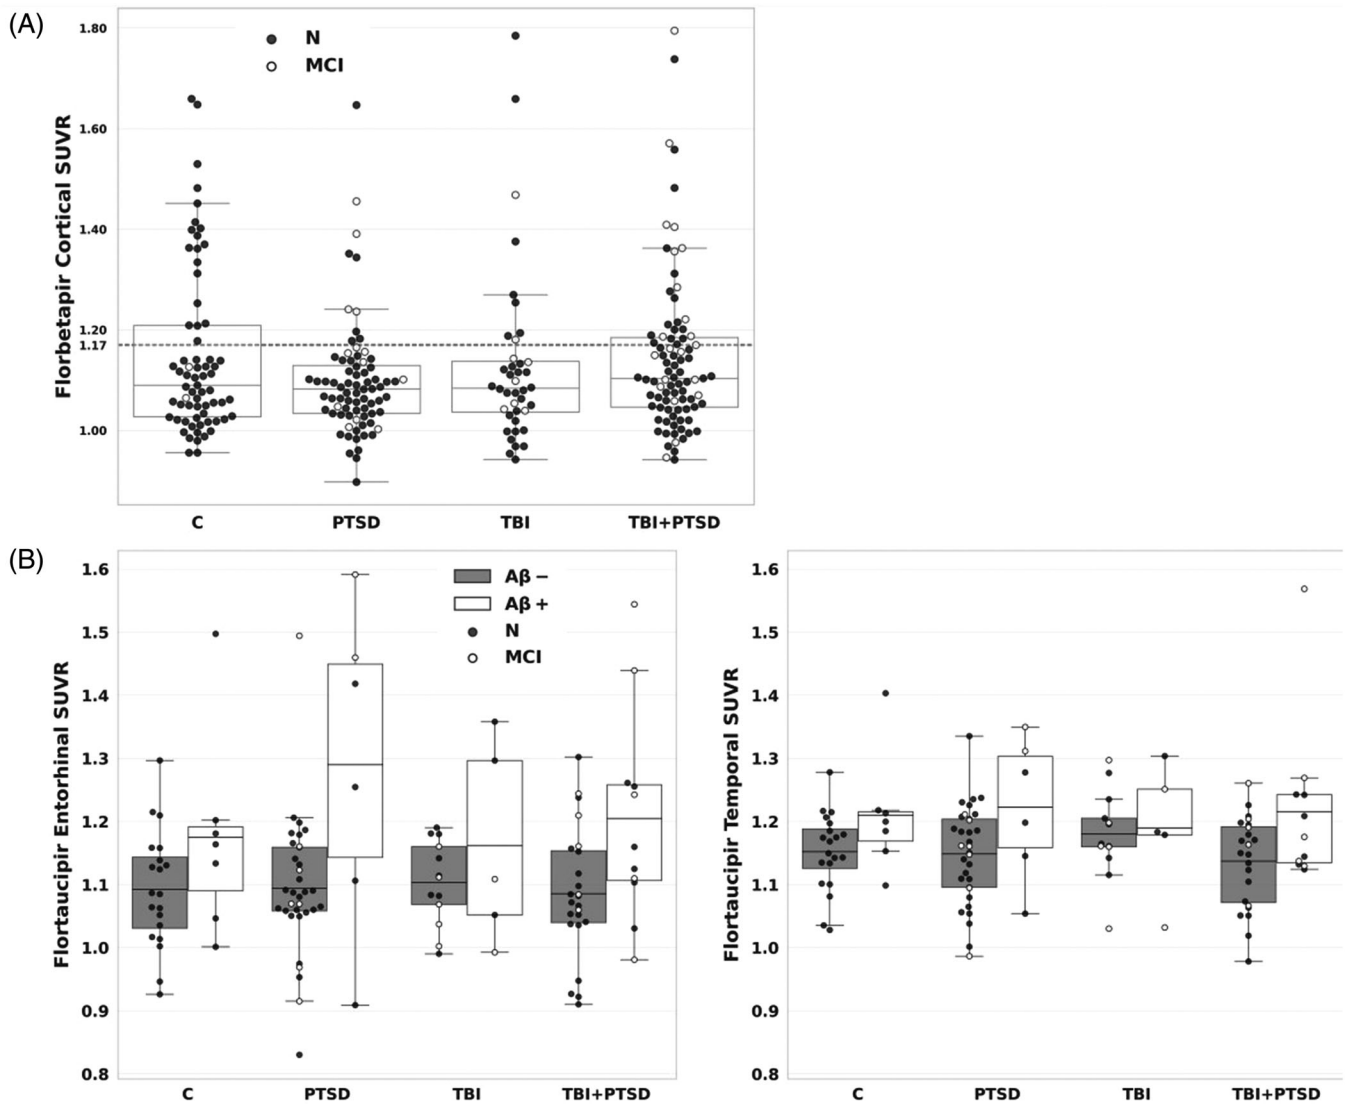 (A)
Florbetapir Cortical SUVR
1.80
1.60
1.40
1.20
1.17
1.00
N
MCI
C
PTSD
TBI
TBI+PTSD
(B)
Flortaucipir Entorhinal SUVR
1.6
1.5
1.4
1.3
1.2
1.1
1.0
0.9
0.8
Aβ –
Aβ +
N
MCI
C
PTSD
TBI
TBI+PTSD
Flortaucipir Temporal SUVR
1.6
1.5
1.4
1.3
1.2
1.1
1.0
0.9
0.8
C
PTSD
TBI
TBI+PTSD